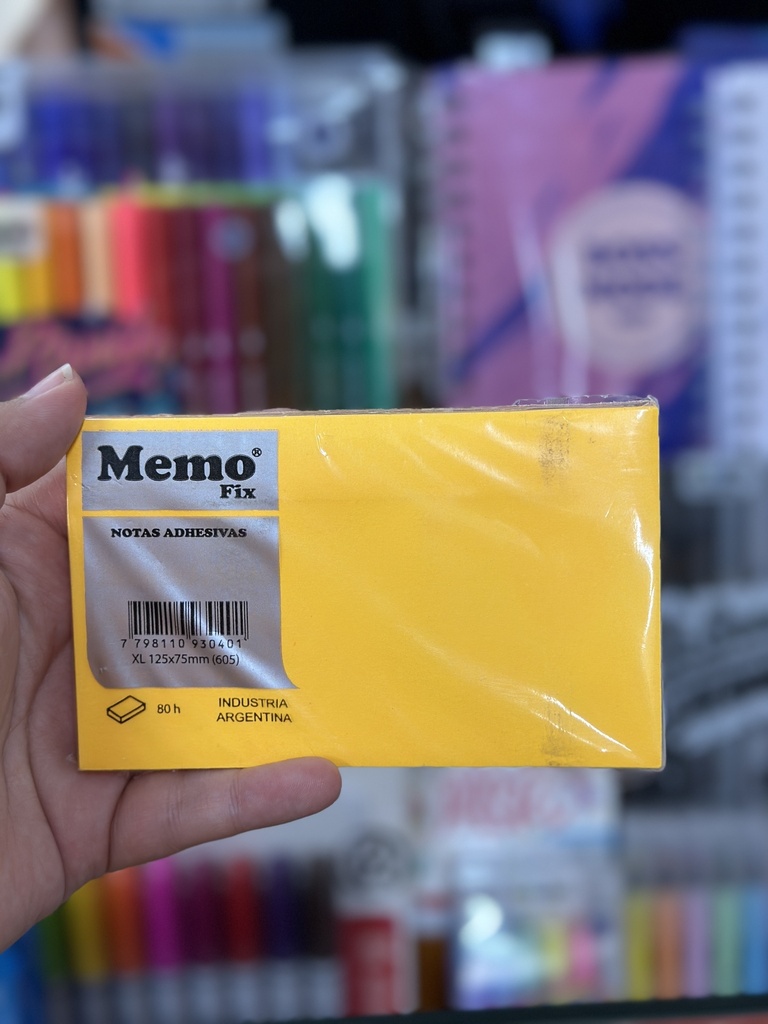 Memo®
Fix
NOTAS ADHESIVAS
7 798110 930401
XL 125x75mm (605)
80 h
INDUSTRIA
ARGENTINA